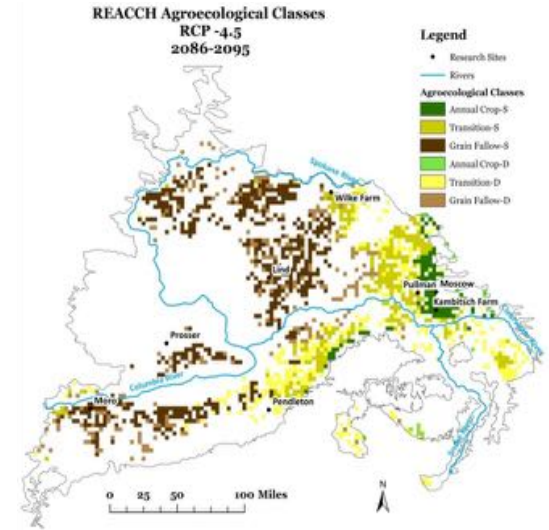 REACCH Agroecological Classes
RCP -4.5
2086-2095
Legend
Research Sites
Rivers
Agroecological Classes
Annual Crop-S
Transition-S
Grain Fallow-S
Annual Crop-D
Transition-D
Grain Fallow-D
Spokane River
Wilke Farm
Lind
Pullman
Moscow
Kambitsch Farm
Prosser
Columbia River
Moro
Pendleton
N
0 25 50 100 Miles